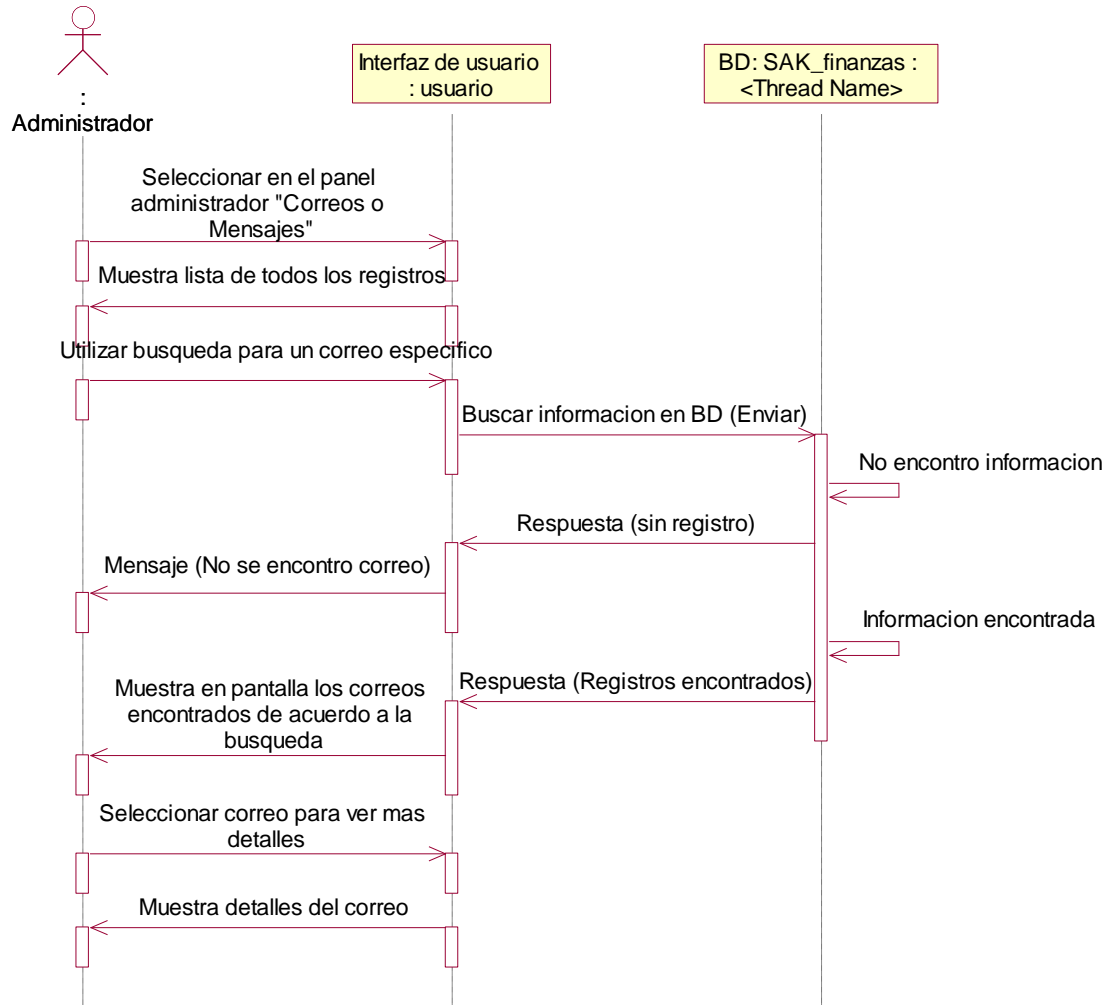 :
Administrador
Interfaz de usuario
: usuario
BD: SAK_finanzas :
<Thread Name>
Seleccionar en el panel
administrador "Correos o
Mensajes"
Muestra lista de todos los registros
Utilizar busqueda para un correo especifico
Buscar informacion en BD (Enviar)
No encontro informacion
Respuesta (sin registro)
Mensaje (No se encontro correo)
Informacion encontrada
Respuesta (Registros encontrados)
Muestra en pantalla los correos
encontrados de acuerdo a la
busqueda
Seleccionar correo para ver mas
detalles
Muestra detalles del correo